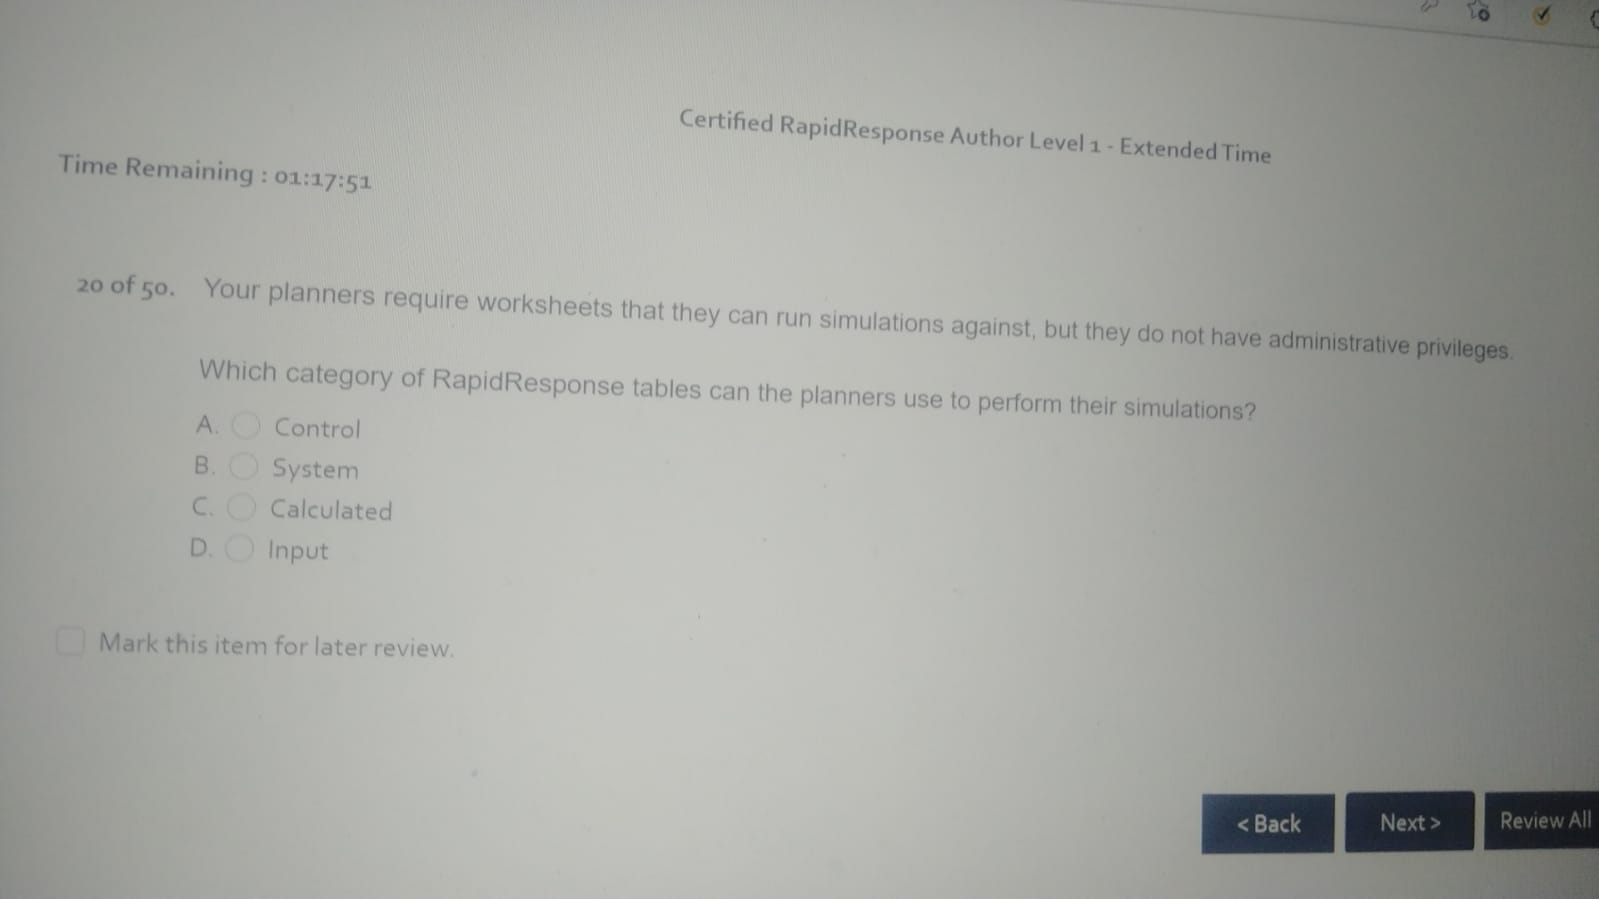 Certified RapidResponse Author Level 1 - Extended Time
Time Remaining : 01:17:51
20 of 50. Your planners require worksheets that they can run simulations against, but they do not have administrative privileges.
Which category of RapidResponse tables can the planners use to perform their simulations?
A. Control
B. System
C. Calculated
D. Input
Mark this item for later review.
< Back Next > Review All